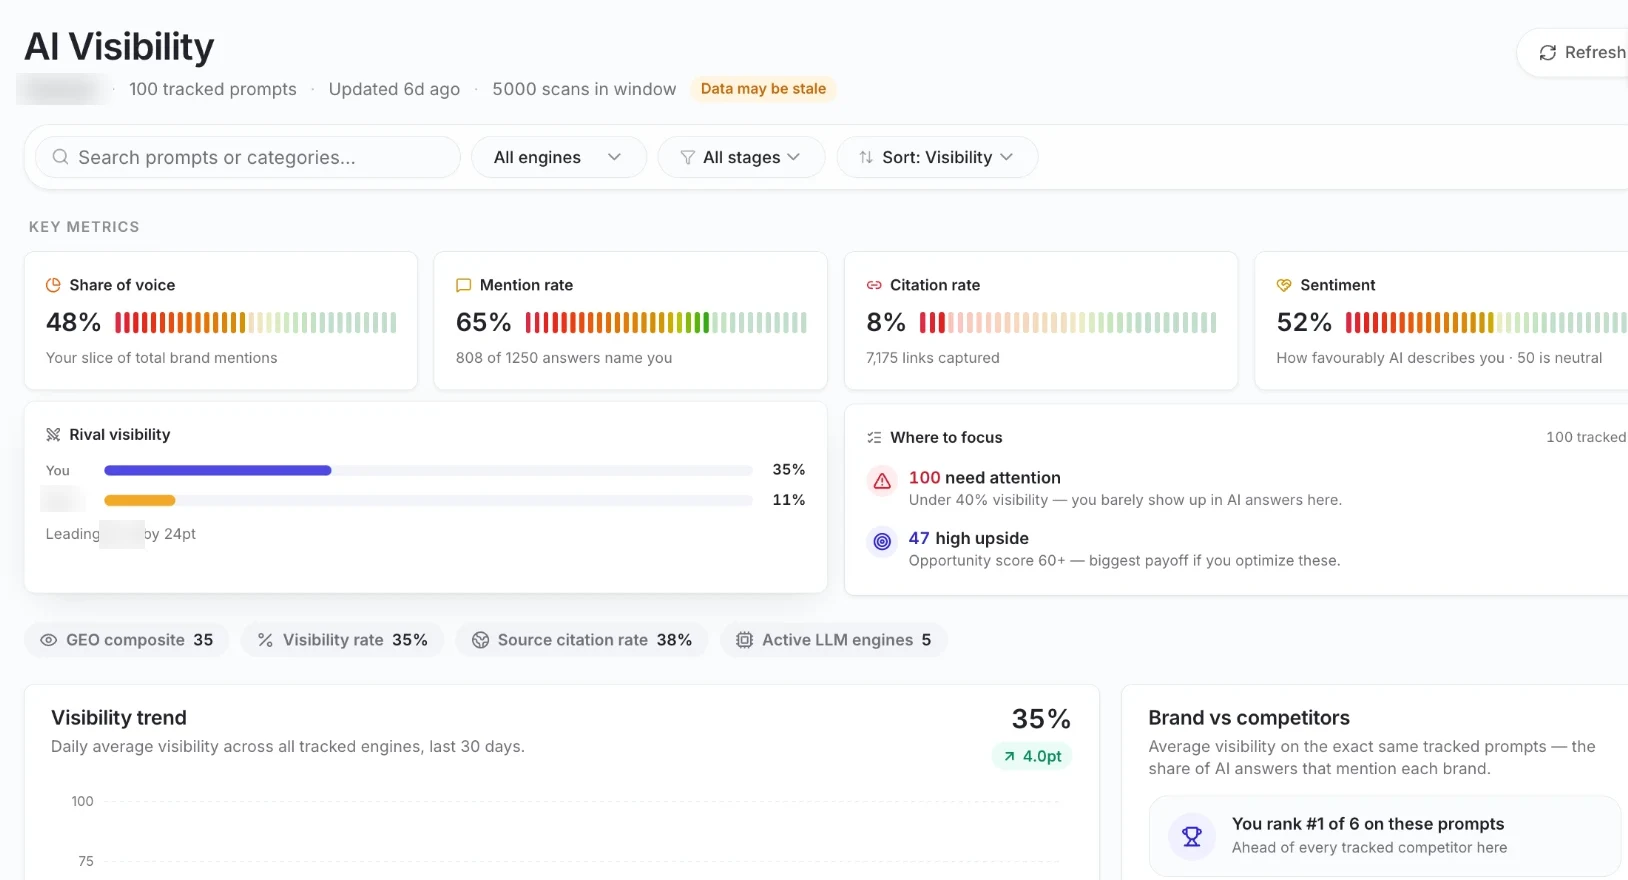 AI Visibility
Refresh
· 100 tracked prompts · Updated 6d ago · 5000 scans in window Data may be stale
Search prompts or categories...
All engines
All stages
Sort: Visibility
KEY METRICS
Share of voice
48%
Your slice of total brand mentions
Mention rate
65%
808 of 1250 answers name you
Citation rate
8%
7,175 links captured
Sentiment
52%
How favourably AI describes you · 50 is neutral
Rival visibility
You 35%
11%
Leading by 24pt
Where to focus
100 tracked
100 need attention
Under 40% visibility — you barely show up in AI answers here.
47 high upside
Opportunity score 60+ — biggest payoff if you optimize these.
GEO composite 35
Visibility rate 35%
Source citation rate 38%
Active LLM engines 5
Visibility trend
Daily average visibility across all tracked engines, last 30 days.
35%
4.0pt
100
75
Brand vs competitors
Average visibility on the exact same tracked prompts — the
share of AI answers that mention each brand.
You rank #1 of 6 on these prompts
Ahead of every tracked competitor here